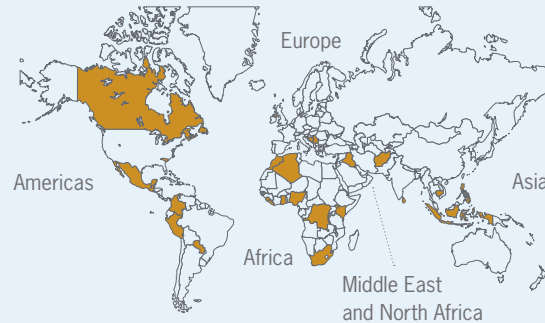 Europe
Americas
Asia
Africa
Middle East
and North Africa